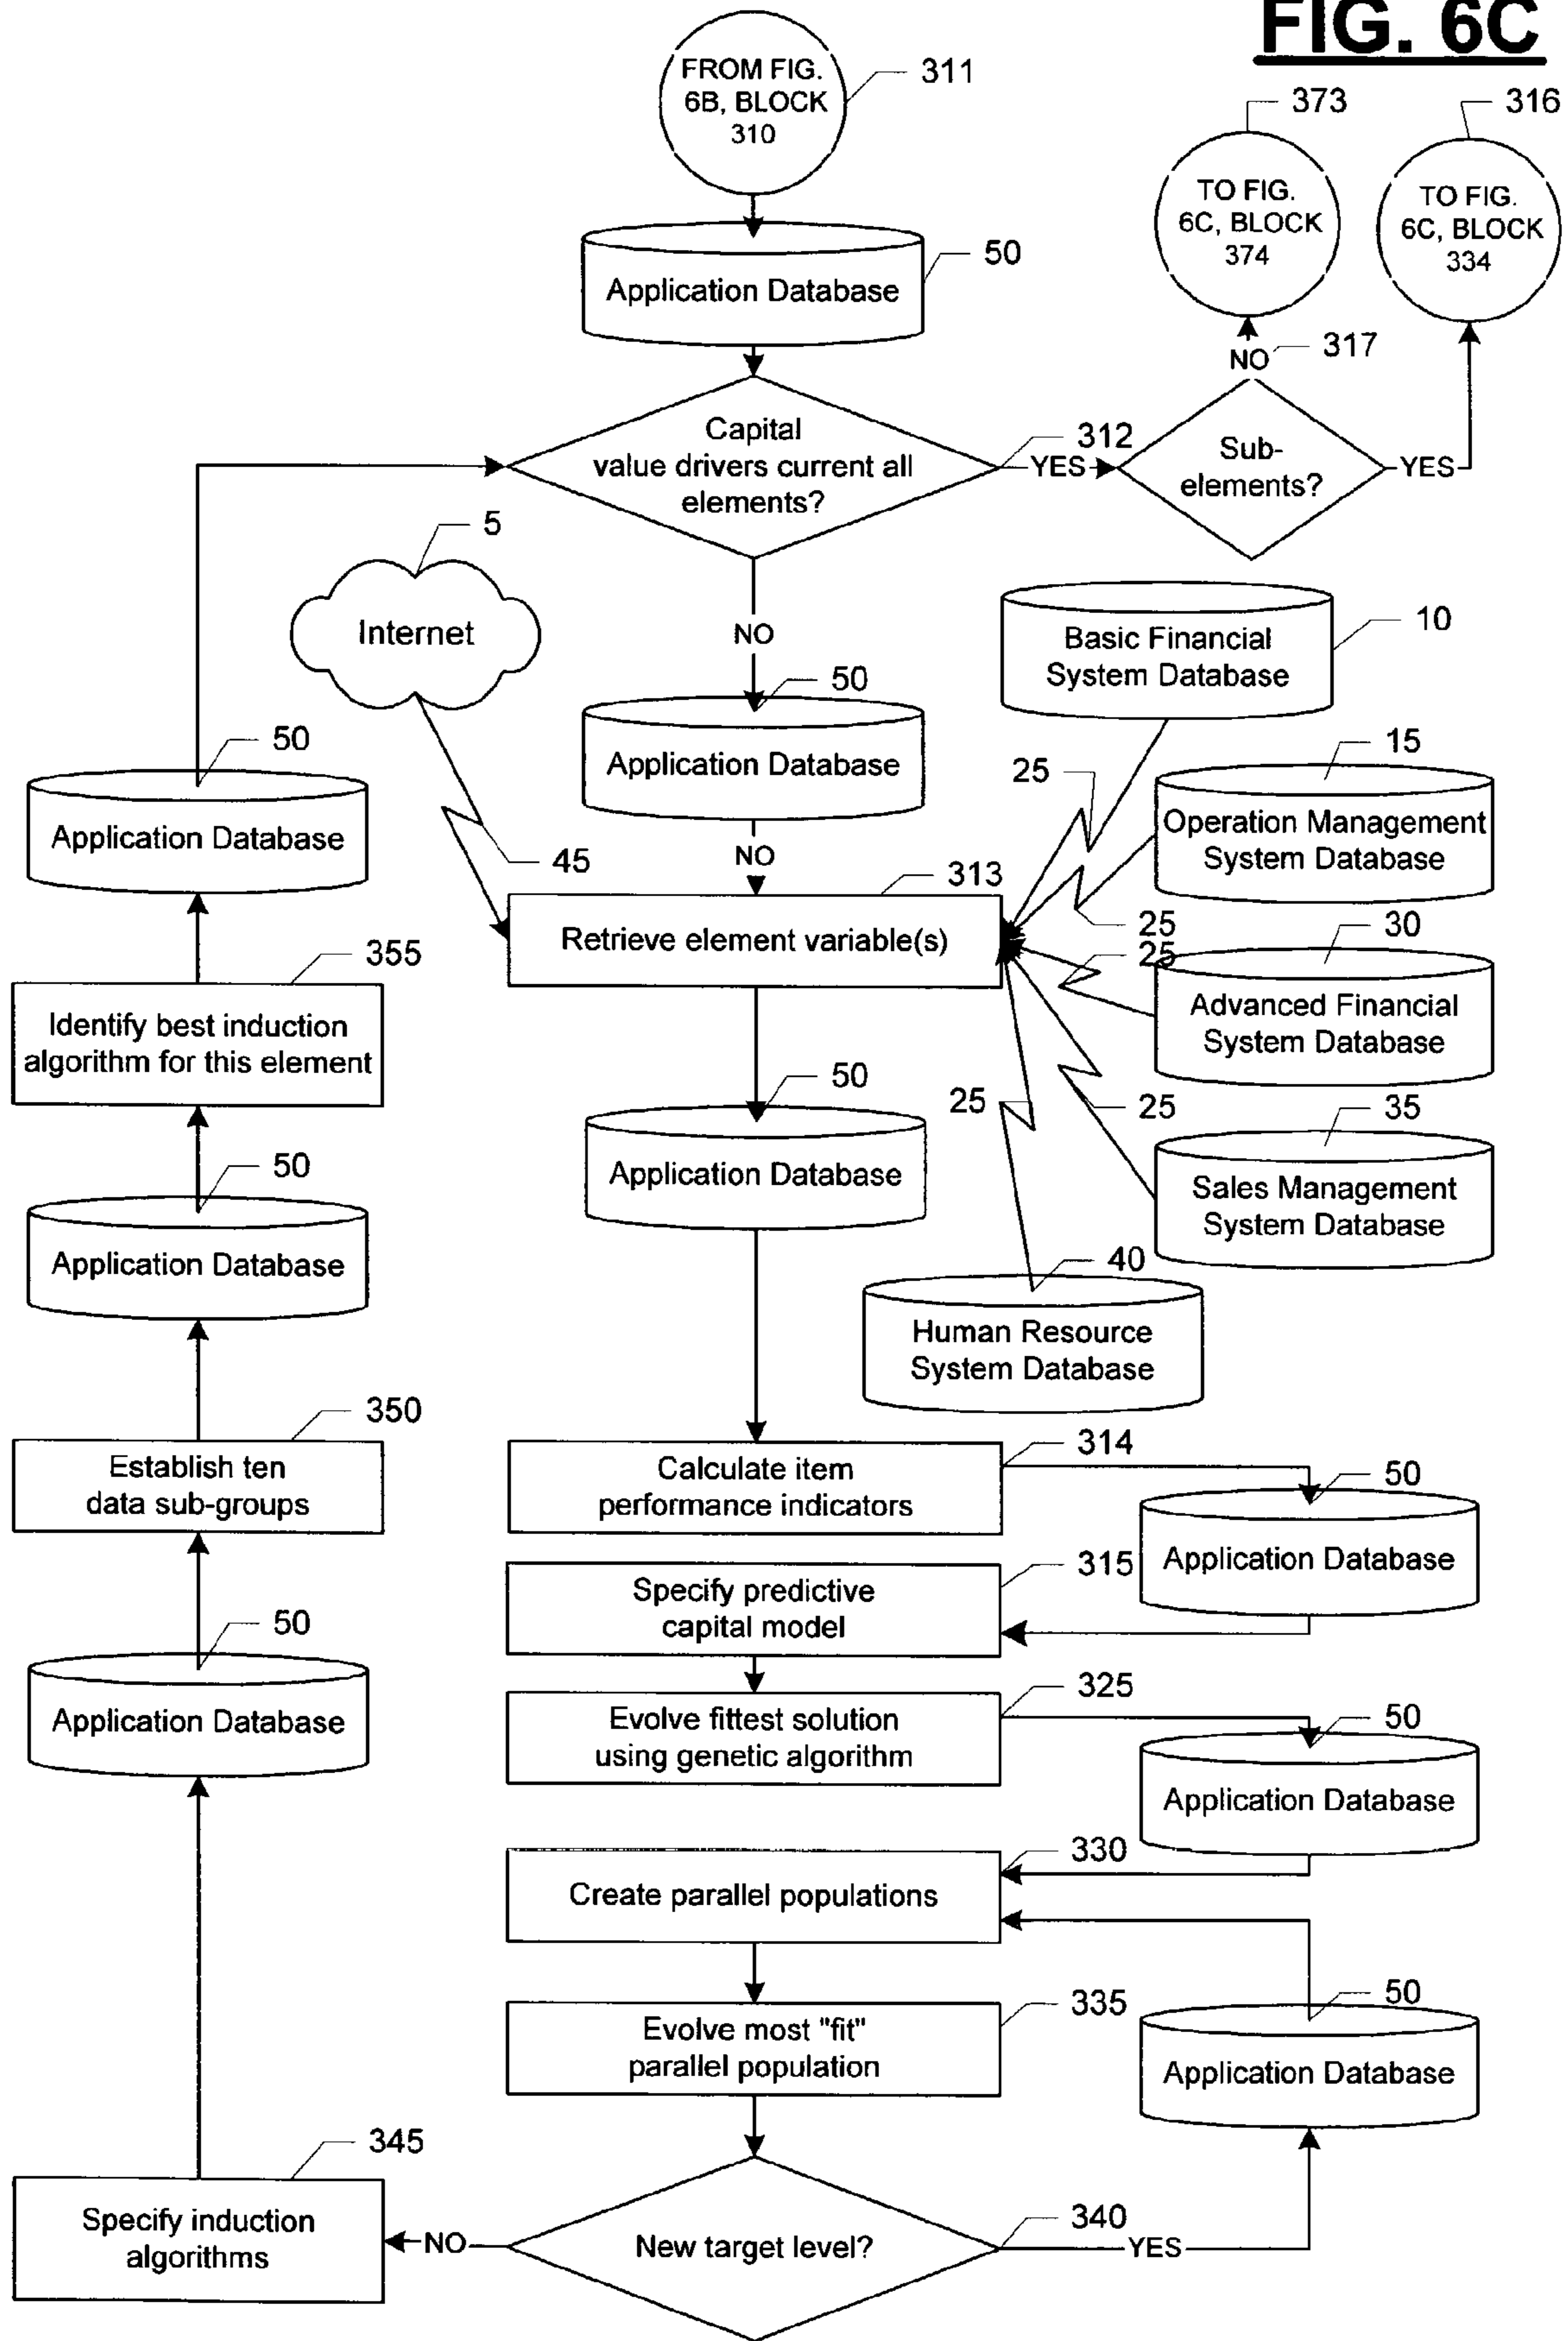 FIG. 6C
FROM FIG.
6B, BLOCK
310
311
373
316
TO FIG.
6C, BLOCK
374
TO FIG.
6C, BLOCK
334
50
Application Database
NO
317
Capital
value drivers current all
elements?
312
YES
Sub-
elements?
YES
5
Internet
NO
Basic Financial
System Database
10
50
Application Database
50
Application Database
25
15
Operation Management
System Database
45
NO
313
Retrieve element variable(s)
25
25
30
Advanced Financial
System Database
355
Identify best induction
algorithm for this element
50
Application Database
25
25
35
Sales Management
System Database
50
Application Database
40
Human Resource
System Database
350
Establish ten
data sub-groups
Calculate item
performance indicators
314
50
Application Database
Specify predictive
capital model
315
50
Application Database
Evolve fittest solution
using genetic algorithm
325
50
Application Database
Create parallel populations
330
Evolve most "fit"
parallel population
335
50
Application Database
345
Specify induction
algorithms
NO
New target level?
340
YES